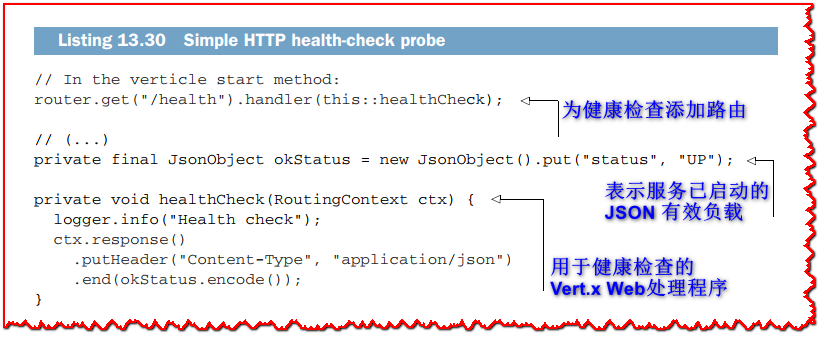 Listing 13.30 Simple HTTP health-check probe
// In the verticle start method:
router.get("/health").handler(this::healthCheck);
为健康检查添加路由
// (...)
private final JsonObject okStatus = new JsonObject().put("status", "UP");
表示服务已启动的
JSON 有效负载
private void healthCheck(RoutingContext ctx) {
logger.info("Health check");
ctx.response()
.putHeader("Content-Type", "application/json")
.end(okStatus.encode());
}
用于健康检查的
Vert.x Web处理程序